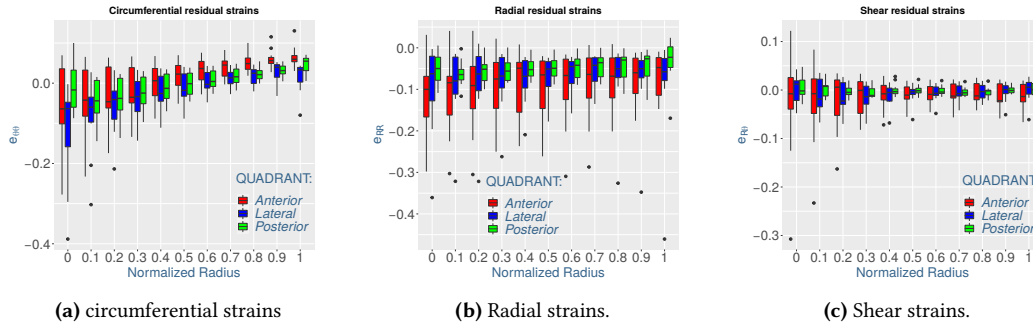 Circumferential residual strains
0.0
−0.2
−0.4
eΘΘ
0 0.1 0.2 0.3 0.4 0.5 0.6 0.7 0.8 0.9 1
Normalized Radius
QUADRANT:
Anterior
Lateral
Posterior
(a) circumferential strains
Radial residual strains
0.0
−0.1
−0.2
−0.3
−0.4
eRR
0 0.1 0.2 0.3 0.4 0.5 0.6 0.7 0.8 0.9 1
Normalized Radius
QUADRANT:
Anterior
Lateral
Posterior
(b) Radial strains.
Shear residual strains
0.1
0.0
−0.1
−0.2
−0.3
eRΘ
0 0.1 0.2 0.3 0.4 0.5 0.6 0.7 0.8 0.9 1
Normalized Radius
QUADRANT:
Anterior
Lateral
Posterior
(c) Shear strains.